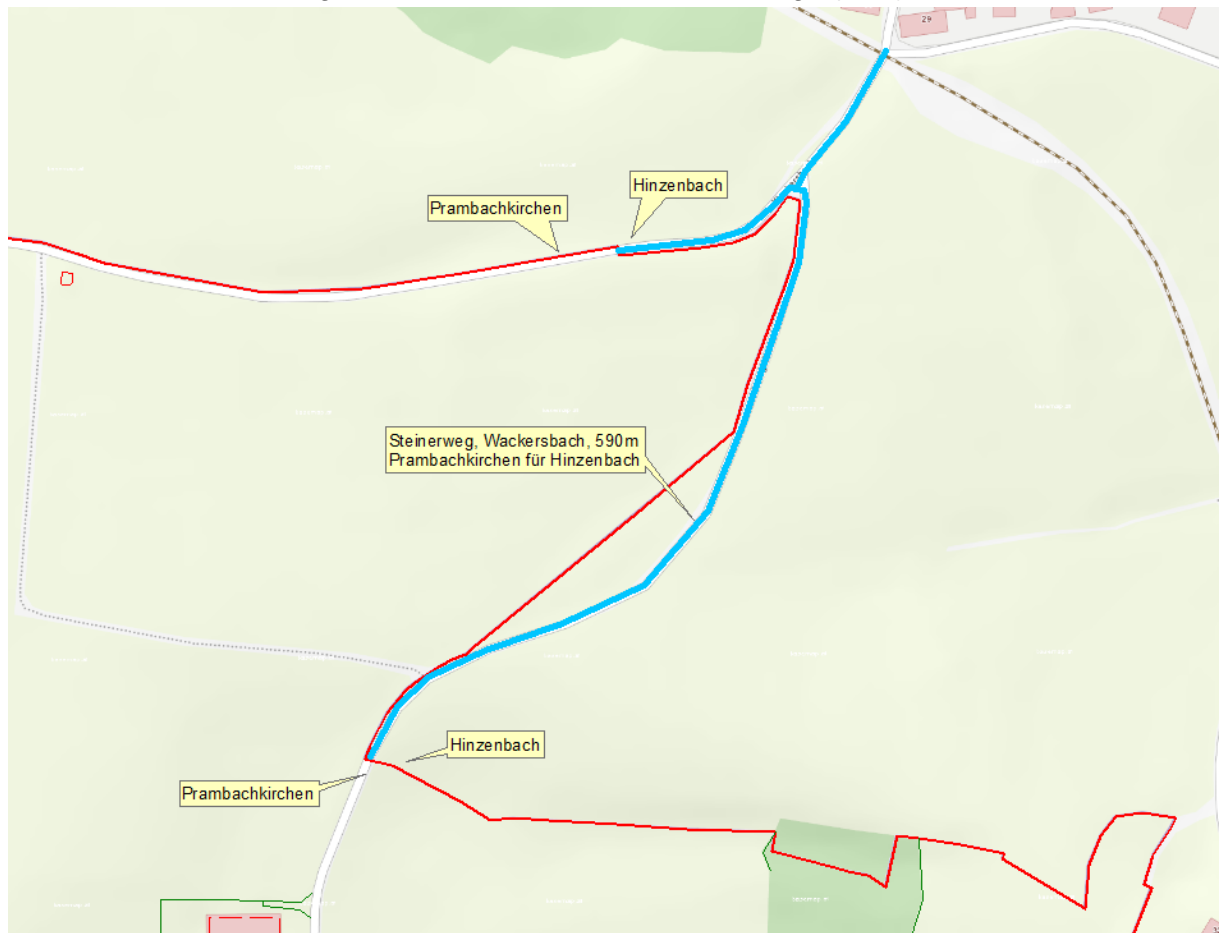 29
Hinzenbach
Prambachkirchen
Steinerweg, Wackersbach, 590m
Prambachkirchen für Hinzenbach
Hinzenbach
Prambachkirchen